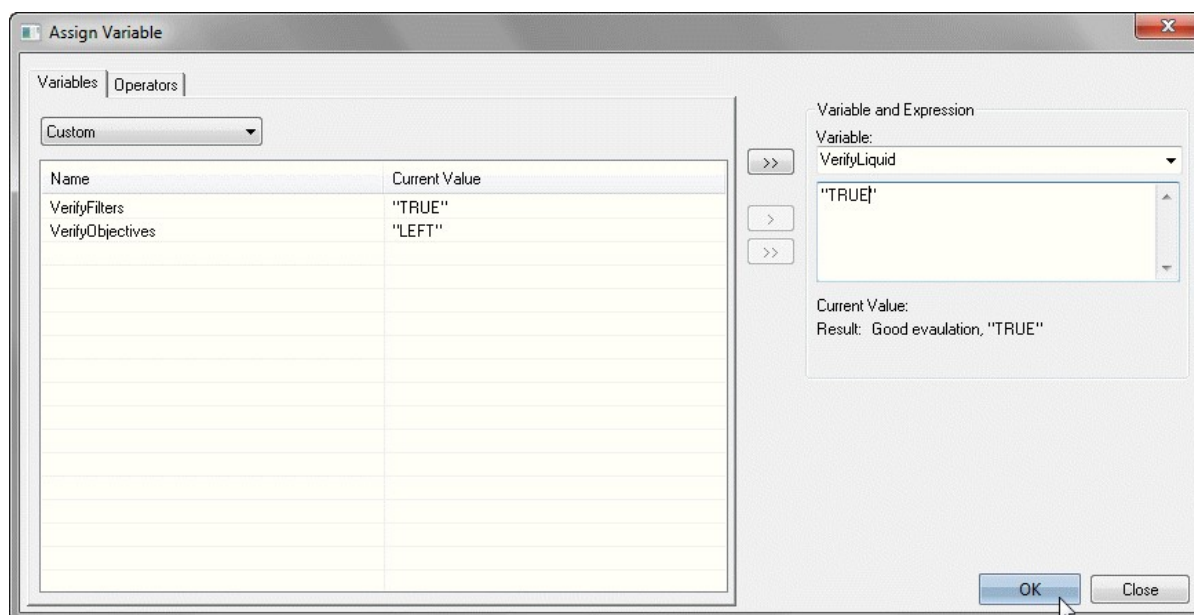 Assign Variable
Variables
Operators
Custom
Name Current Value
VerifyFilters "TRUE"
VerifyObjectives "LEFT"
>>
>
>>
Variable and Expression
Variable:
VerifyLiquid
"TRUE"
Current Value:
Result: Good evaulation, "TRUE"
OK
Close